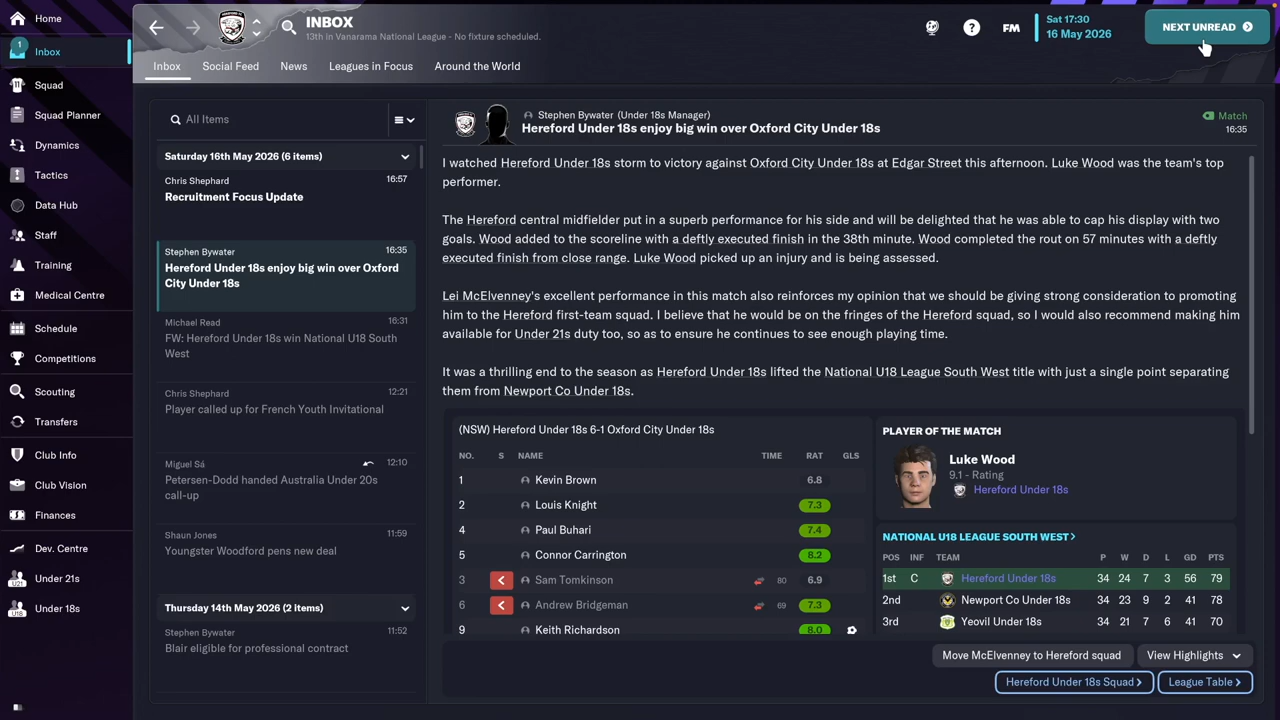 Home
1
Inbox
Squad
Squad Planner
Dynamics
Tactics
Data Hub
Staff
Training
Medical Centre
Schedule
Competitions
Scouting
Transfers
Club Info
Club Vision
Finances
Dev. Centre
Under 21s
Under 18s
INBOX
13th in Vanarama National League - No fixture scheduled.
FM
Sat 17:30
16 May 2026
NEXT UNREAD
Inbox
Social Feed
News
Leagues in Focus
Around the World
All Items
Saturday 16th May 2026 (6 items)
Chris Shephard 16:57
Recruitment Focus Update
Stephen Bywater 16:35
Hereford Under 18s enjoy big win over Oxford
City Under 18s
Michael Read 16:31
FW: Hereford Under 18s win National U18 South
West
Chris Shephard 12:21
Player called up for French Youth Invitational
Miguel Sá 12:10
Petersen-Dodd handed Australia Under 20s
call-up
Shaun Jones 11:59
Youngster Woodford pens new deal
Thursday 14th May 2026 (2 items)
Stephen Bywater 11:52
Blair eligible for professional contract
Stephen Bywater (Under 18s Manager)
Hereford Under 18s enjoy big win over Oxford City Under 18s
Match
16:35
I watched Hereford Under 18s storm to victory against Oxford City Under 18s at Edgar Street this afternoon. Luke Wood was the team's top
performer.
The Hereford central midfielder put in a superb performance for his side and will be delighted that he was able to cap his display with two
goals. Wood added to the scoreline with a deftly executed finish in the 38th minute. Wood completed the rout on 57 minutes with a deftly
executed finish from close range. Luke Wood picked up an injury and is being assessed.
Lei McElvenney's excellent performance in this match also reinforces my opinion that we should be giving strong consideration to promoting
him to the Hereford first-team squad. I believe that he would be on the fringes of the Hereford squad, so I would also recommend making him
available for Under 21s duty too, so as to ensure he continues to see enough playing time.
It was a thrilling end to the season as Hereford Under 18s lifted the National U18 League South West title with just a single point separating
them from Newport Co Under 18s.
(NSW) Hereford Under 18s 6-1 Oxford City Under 18s
NO. S NAME TIME RAT GLS
1 Kevin Brown 6.8
2 Louis Knight 7.3
4 Paul Buhari 7.4
5 Connor Carrington 8.2
3 Sam Tomkinson 80 6.9
6 Andrew Bridgeman 69 7.3
9 Keith Richardson 8.0
PLAYER OF THE MATCH
Luke Wood
9.1 - Rating
Hereford Under 18s
NATIONAL U18 LEAGUE SOUTH WEST
POS INF TEAM P W D L GD PTS
1st C Hereford Under 18s 34 24 7 3 56 79
2nd Newport Co Under 18s 34 23 9 2 41 78
3rd Yeovil Under 18s 34 21 7 6 41 70
Move McElvenney to Hereford squad
View Highlights
Hereford Under 18s Squad
League Table